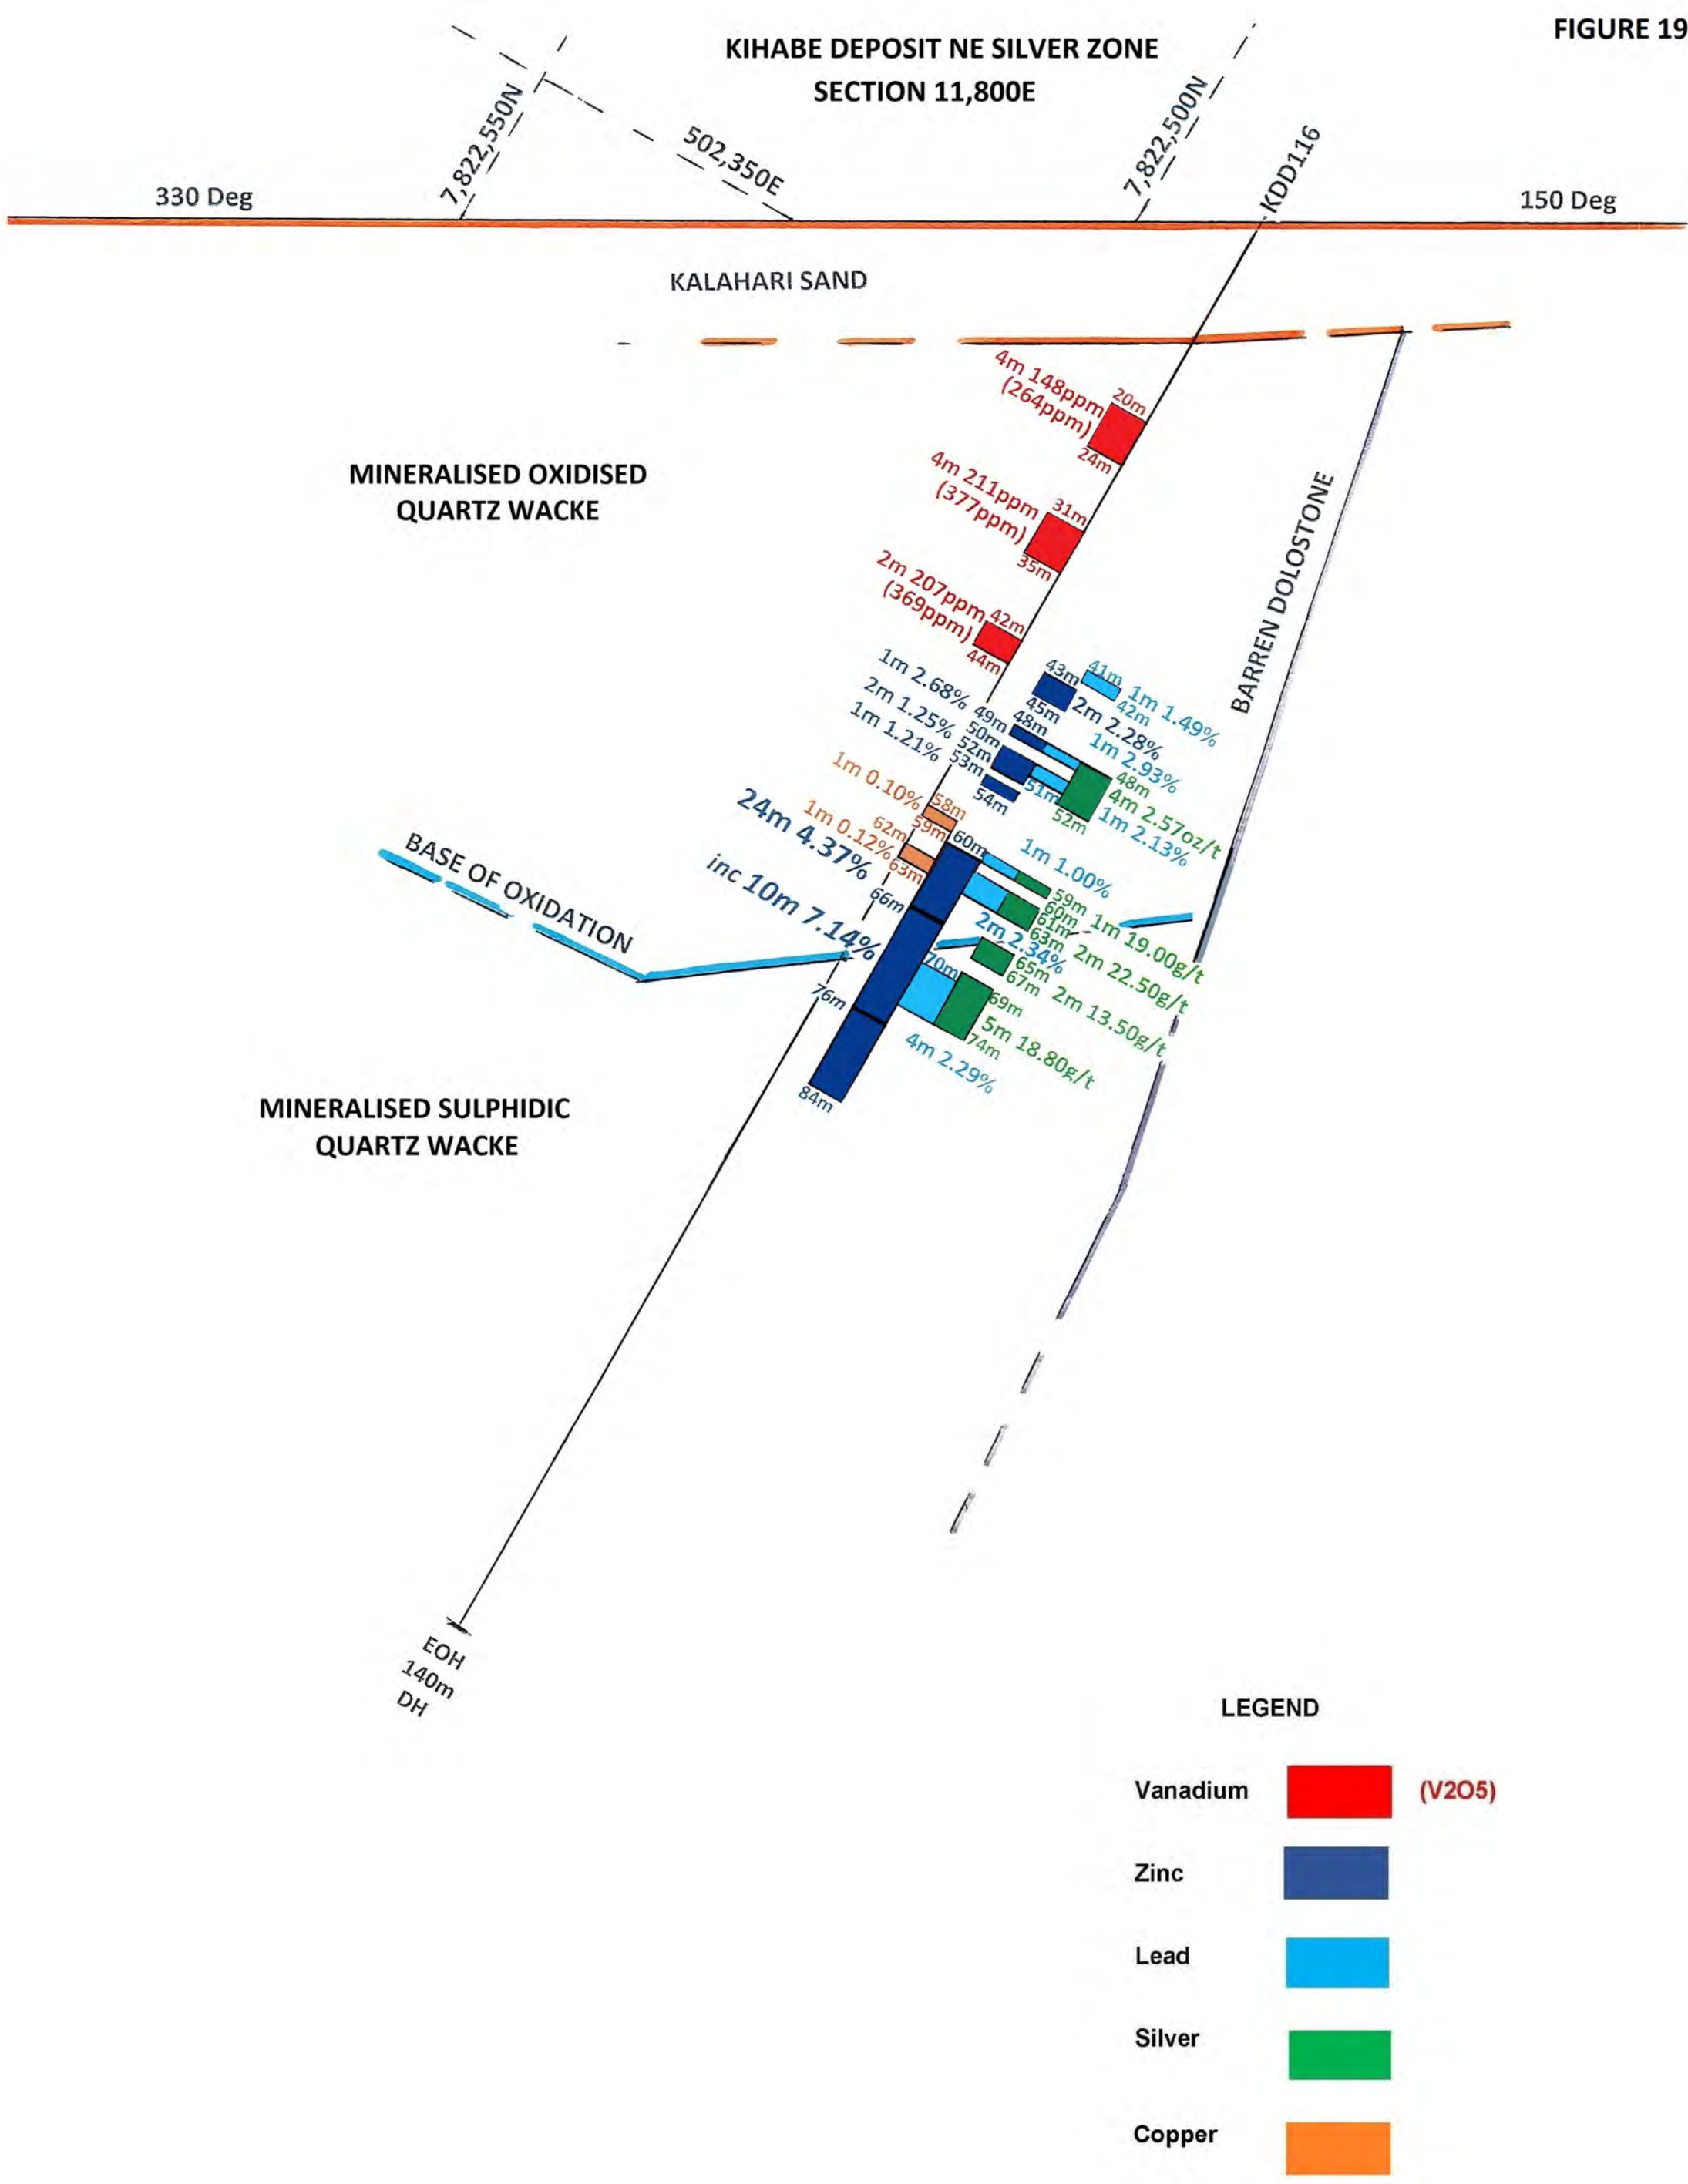 FIGURE 19
KIHABE DEPOSIT NE SILVER ZONE
SECTION 11,800E
7,822,550N
502,350E
7,822,500N
KDD116
330 Deg
150 Deg
KALAHARI SAND
4m 148ppm
(264ppm)
20m
24m
MINERALISED OXIDISED
QUARTZ WACKE
4m 211ppm
(377ppm)
31m
35m
BARREN DOLOSTONE
2m 207ppm
(369ppm)
42m
44m
41m
1m 1.49%
42m
43m
2m 2.28%
45m
1m 2.68%
49m
48m
1m 2.93%
2m 1.25%
50m
52m
48m
4m 2.57oz/t
52m
51m
1m 2.13%
1m 1.21%
53m
54m
1m 0.10%
58m
59m
1m 0.12%
62m
63m
24m 4.37%
60m
1m 1.00%
59m
60m
1m 19.00g/t
61m
63m
2m 22.50g/t
2m 2.34%
inc 10m 7.14%
66m
65m
67m
2m 13.50g/t
BASE OF OXIDATION
70m
69m
5m 18.80g/t
74m
76m
4m 2.29%
84m
MINERALISED SULPHIDIC
QUARTZ WACKE
EOH
140m
DH
LEGEND
Vanadium
(V2O5)
Zinc
Lead
Silver
Copper